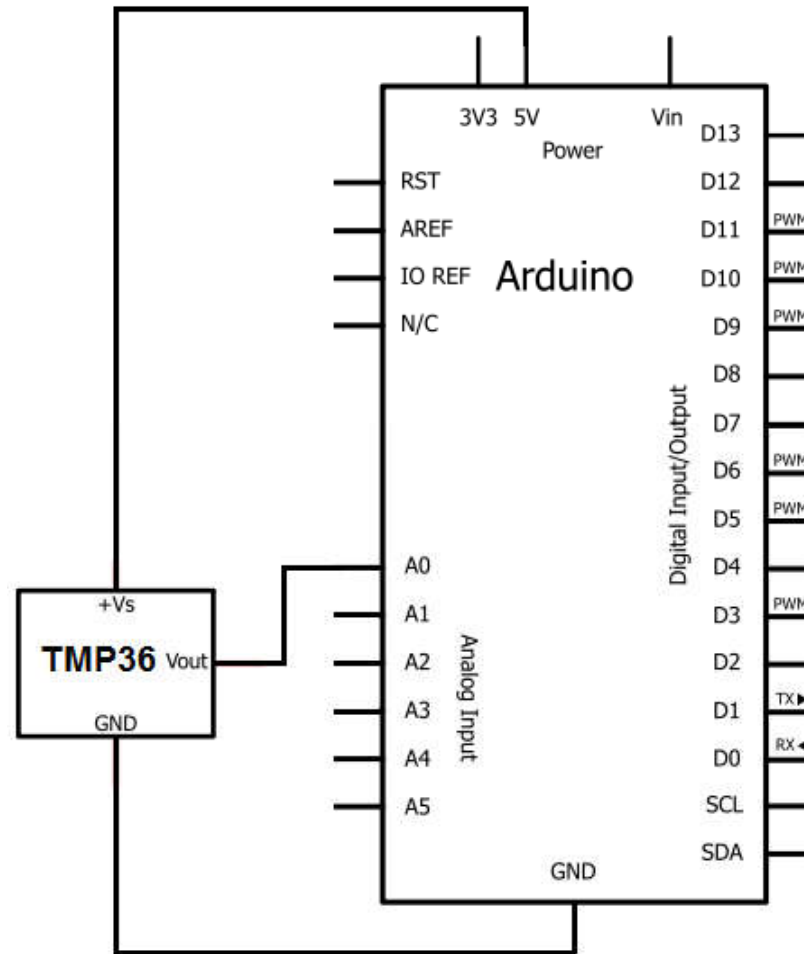 3V3 5V Vin
Power
D13
RST D12
AREF D11 PWM
IO REF Arduino D10 PWM
N/C D9 PWM
D8
D7
Digital Input/Output
D6 PWM
D5 PWM
A0 D4
+Vs A1 D3 PWM
TMP36 Vout A2 D2
Analog Input
GND A3 D1 TX
A4 D0 RX
A5 SCL
SDA
GND